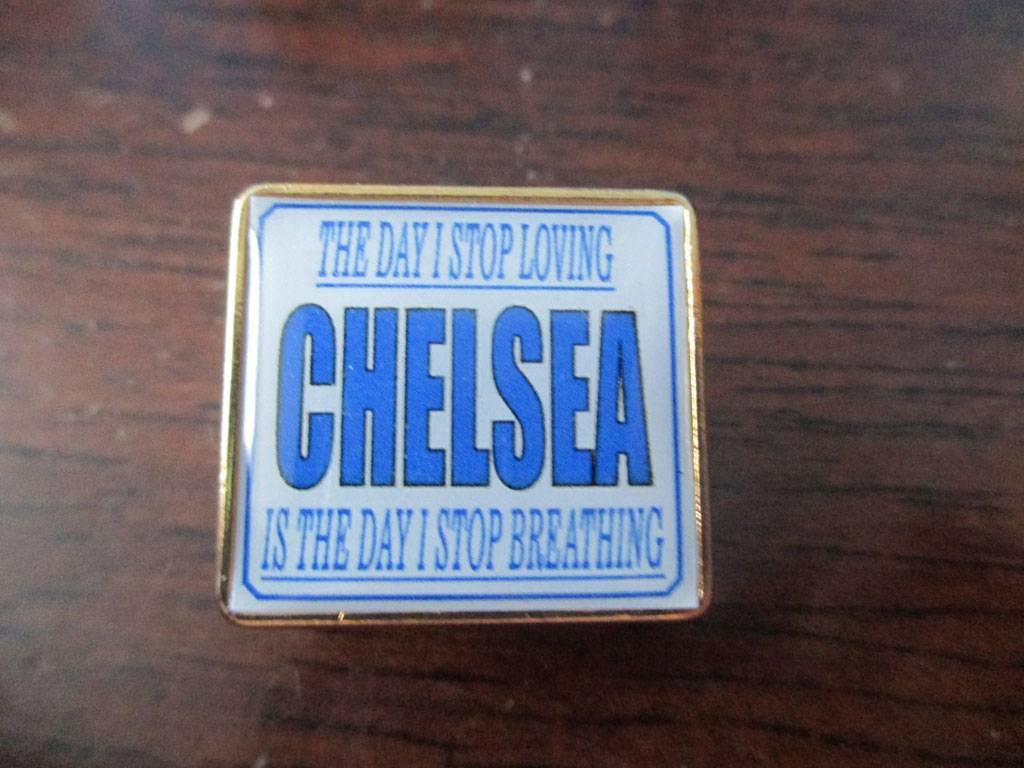 THE DAY I STOP LOVING
CHELSEA
IS THE DAY I STOP BREATHING